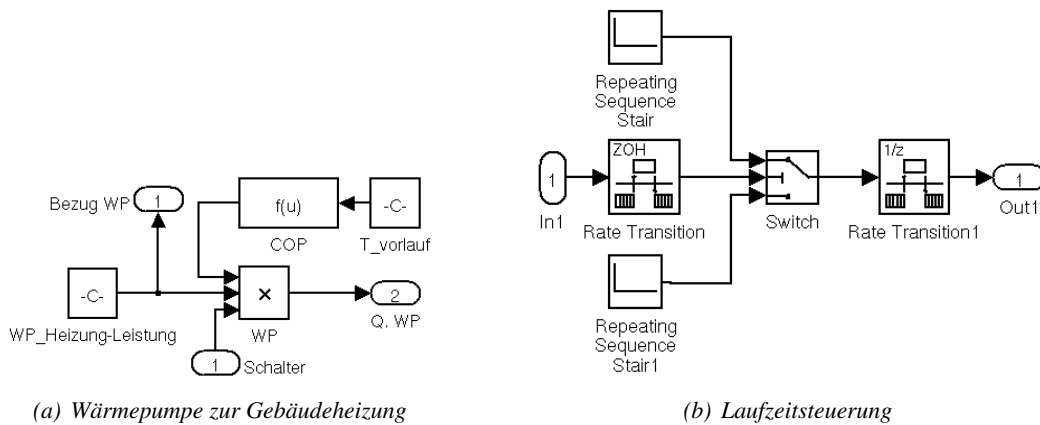 Bezug WP
1
f(u)
COP
-C-
T_vorlauf
-C-
WP_Heizung-Leistung
×
WP
2
Q. WP
1
Schalter
(a) Wärmepumpe zur Gebäudeheizung
Repeating
Sequence
Stair
1
In1
ZOH
Rate Transition
Switch
1/z
Rate Transition1
1
Out1
Repeating
Sequence
Stair1
(b) Laufzeitsteuerung